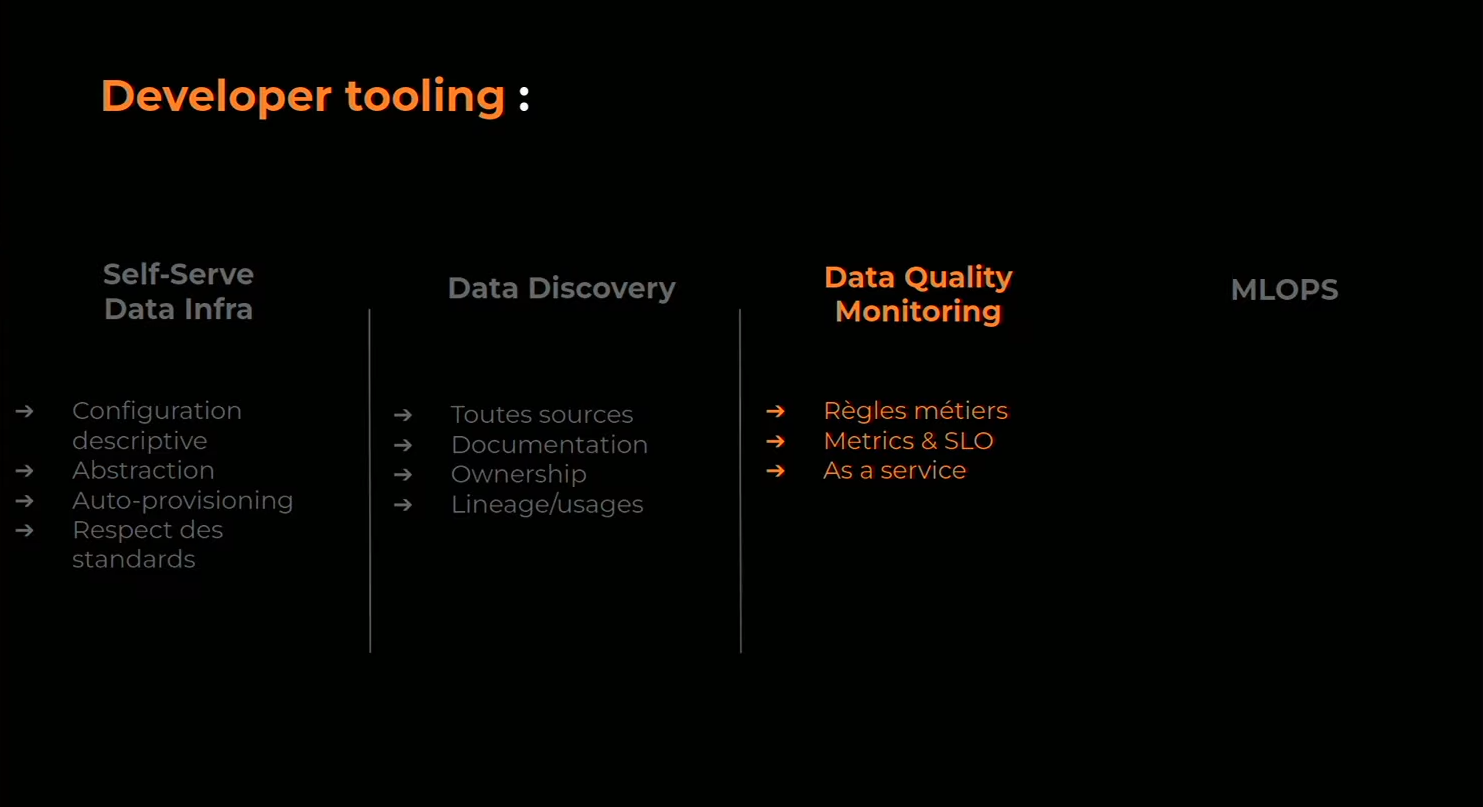 Developer tooling :
Self-Serve
Data Infra
➔ Configuration
descriptive
➔ Abstraction
➔ Auto-provisioning
➔ Respect des
standards
Data Discovery
➔ Toutes sources
➔ Documentation
➔ Ownership
➔ Lineage/usages
Data Quality
Monitoring
➔ Règles métiers
➔ Metrics & SLO
➔ As a service
MLOPS